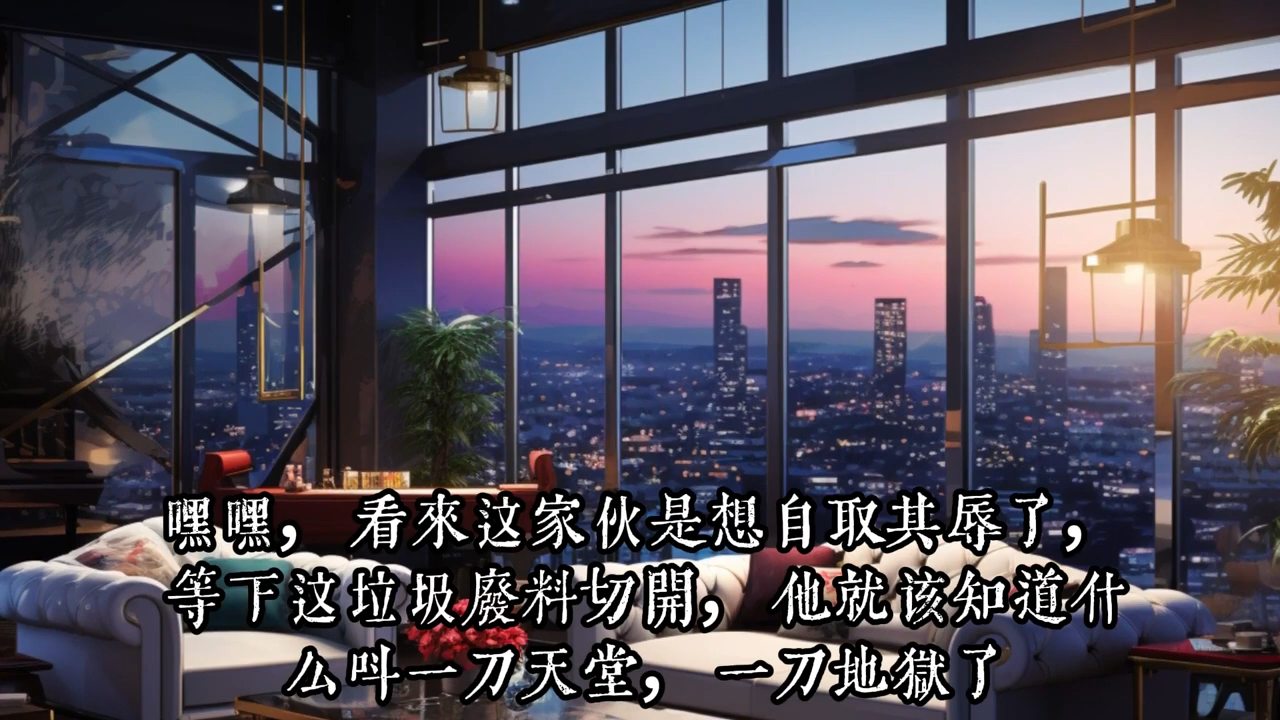 嘿嘿， 看來这家伙是想自取其辱了，
等下这垃圾廢料切開， 他就该知道什
么叫一刀天堂， 一刀地獄了